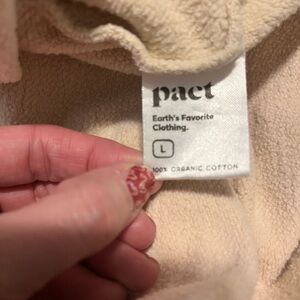 pact
Earth's Favorite
Clothing.
L
100% ORGANIC COTTON